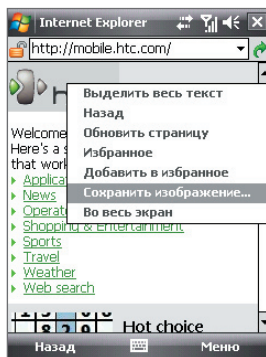 Internet Explorer
http://mobile.htc.com/
Выделить весь текст
Назад
Обновить страницу
Избранное
Добавить в избранное
Сохранить изображение...
Во весь экран
Welcome
Here's a s
that work
Applicat
News
Operat
Shopping & Entertainment
Sports
Travel
Weather
Web search
Hot choice
Назад
Меню